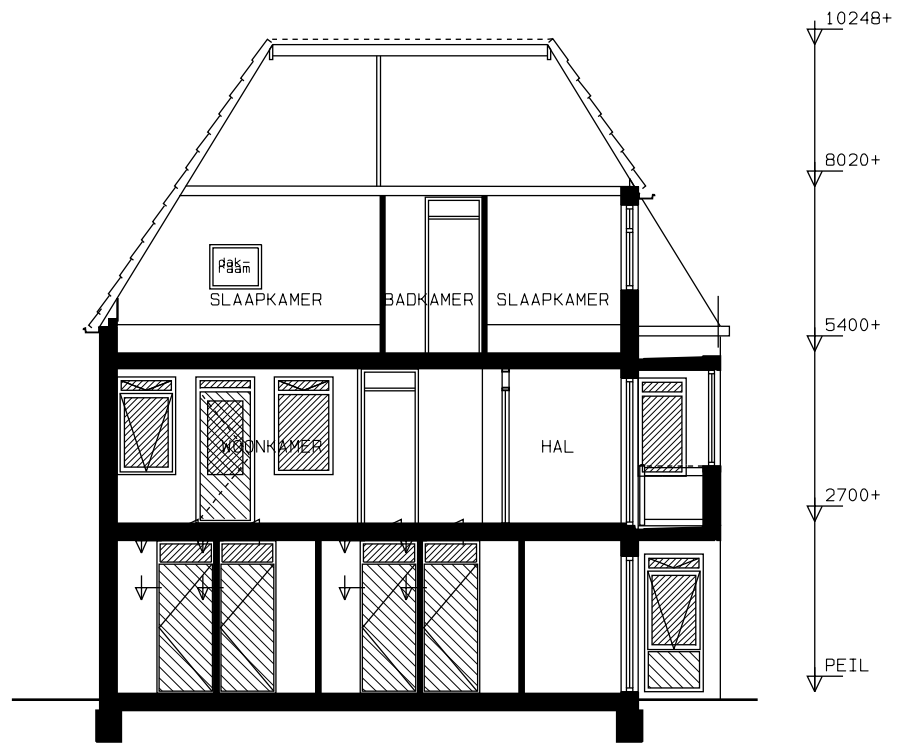 10248+
8020+
dak-
raam
SLAAPKAMER BADKAMER SLAAPKAMER
5400+
WOONKAMER HAL
2700+
PEIL